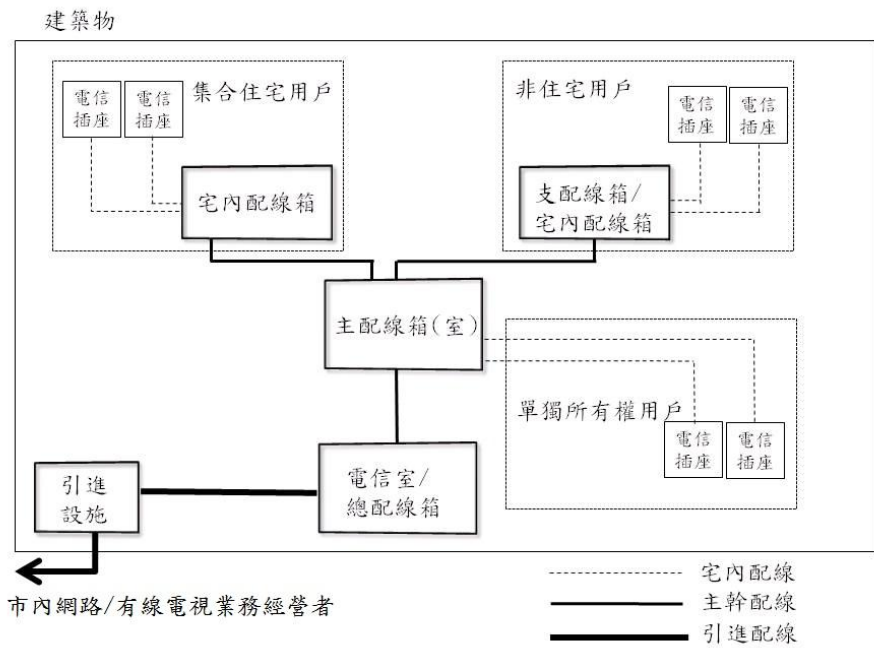 建築物
集合住宅用戶
電信
插座
電信
插座
宅內配線箱
非住宅用戶
電信
插座
電信
插座
支配線箱/
宅內配線箱
主配線箱(室)
單獨所有權用戶
電信
插座
電信
插座
電信室/
總配線箱
引進
設施
市內網路/有線電視業務經營者
宅內配線
主幹配線
引進配線